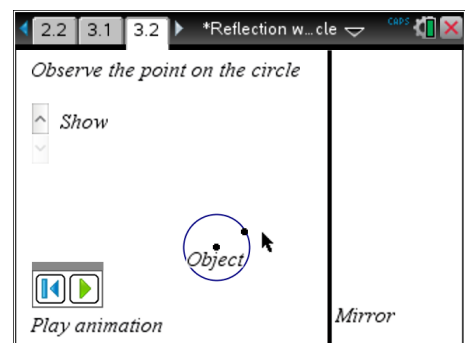 2.2 3.1 3.2 *Reflection w...cle CAPS
Observe the point on the circle
Show
Object
Play animation
Mirror